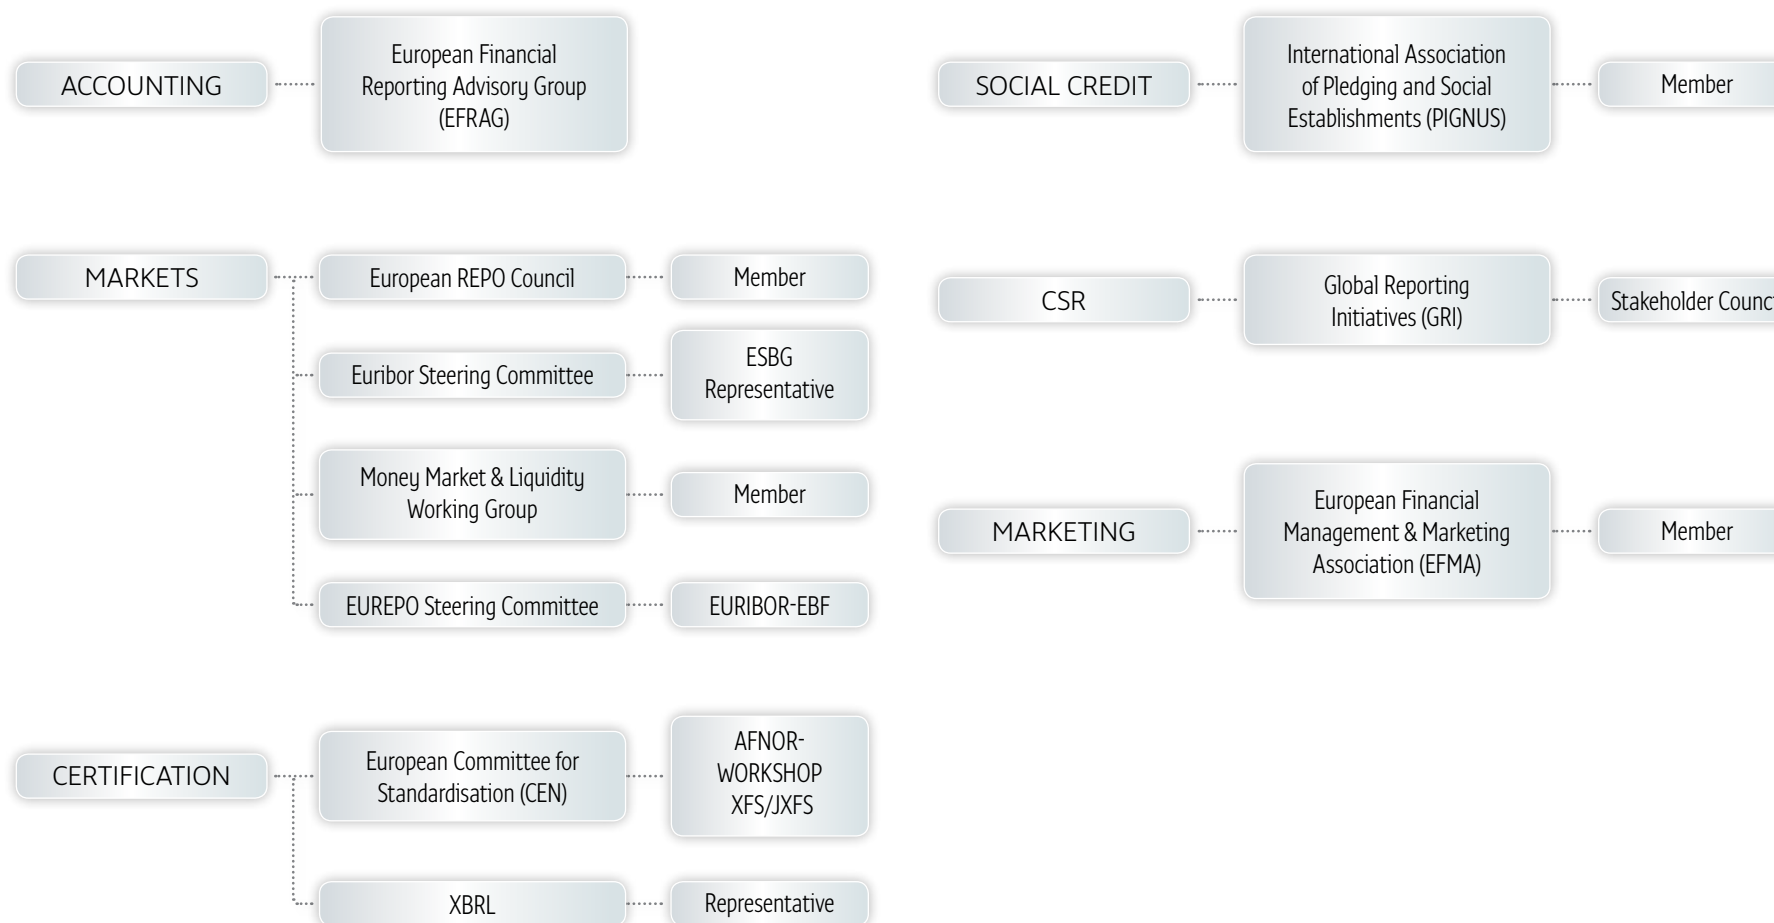 ACCOUNTING
European Financial
Reporting Advisory Group
(EFRAG)
MARKETS
European REPO Council
Member
Euribor Steering Committee
ESBG
Representative
Money Market & Liquidity
Working Group
Member
EUREPO Steering Committee
EURIBOR-EBF
CERTIFICATION
European Committee for
Standardisation (CEN)
AFNOR-
WORKSHOP
XFS/JXFS
XBRL
Representative
SOCIAL CREDIT
International Association
of Pledging and Social
Establishments (PIGNUS)
Member
CSR
Global Reporting
Initiatives (GRI)
Stakeholder
MARKETING
European Financial
Management & Marketing
Association (EFMA)
Member